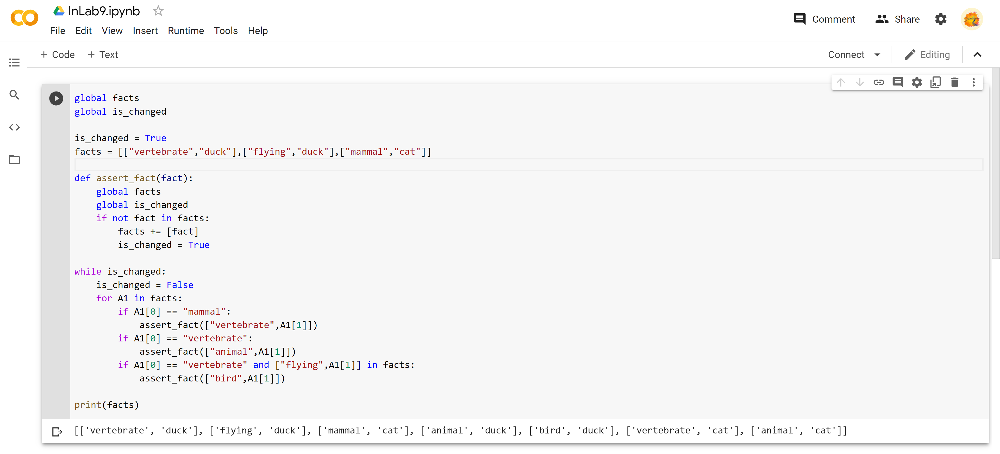 InLab9.ipynb
File Edit View Insert Runtime Tools Help
Comment Share
+ Code + Text
Connect Editing
global facts
global is_changed
is_changed = True
facts = [["vertebrate","duck"],["flying","duck"],["mammal","cat"]]
def assert_fact(fact):
    global facts
    global is_changed
    if not fact in facts:
        facts += [fact]
        is_changed = True
while is_changed:
    is_changed = False
    for A1 in facts:
        if A1[0] == "mammal":
            assert_fact(["vertebrate",A1[1]])
        if A1[0] == "vertebrate":
            assert_fact(["animal",A1[1]])
        if A1[0] == "vertebrate" and ["flying",A1[1]] in facts:
            assert_fact(["bird",A1[1]])
print(facts)
[['vertebrate', 'duck'], ['flying', 'duck'], ['mammal', 'cat'], ['animal', 'duck'], ['bird', 'duck'], ['vertebrate', 'cat'], ['animal', 'cat']]